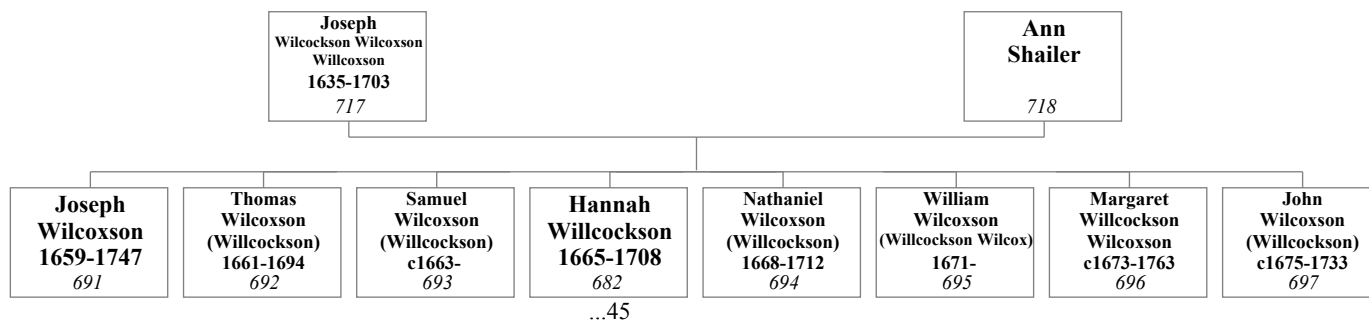 Joseph
Wilcockson Wilcoxson
Willcoxson
1635-1703
717
Ann
Shailer
718
Joseph
Wilcoxson
1659-1747
691
Thomas
Wilcoxson
(Willcockson)
1661-1694
692
Samuel
Wilcoxson
(Willcockson)
c1663-
693
Hannah
Willcockson
1665-1708
682
...45
Nathaniel
Wilcoxson
(Willcockson)
1668-1712
694
William
Wilcoxson
(Willcockson Wilcox)
1671-
695
Margaret
Willcockson
Wilcoxson
c1673-1763
696
John
Wilcoxson
(Willcockson)
c1675-1733
697